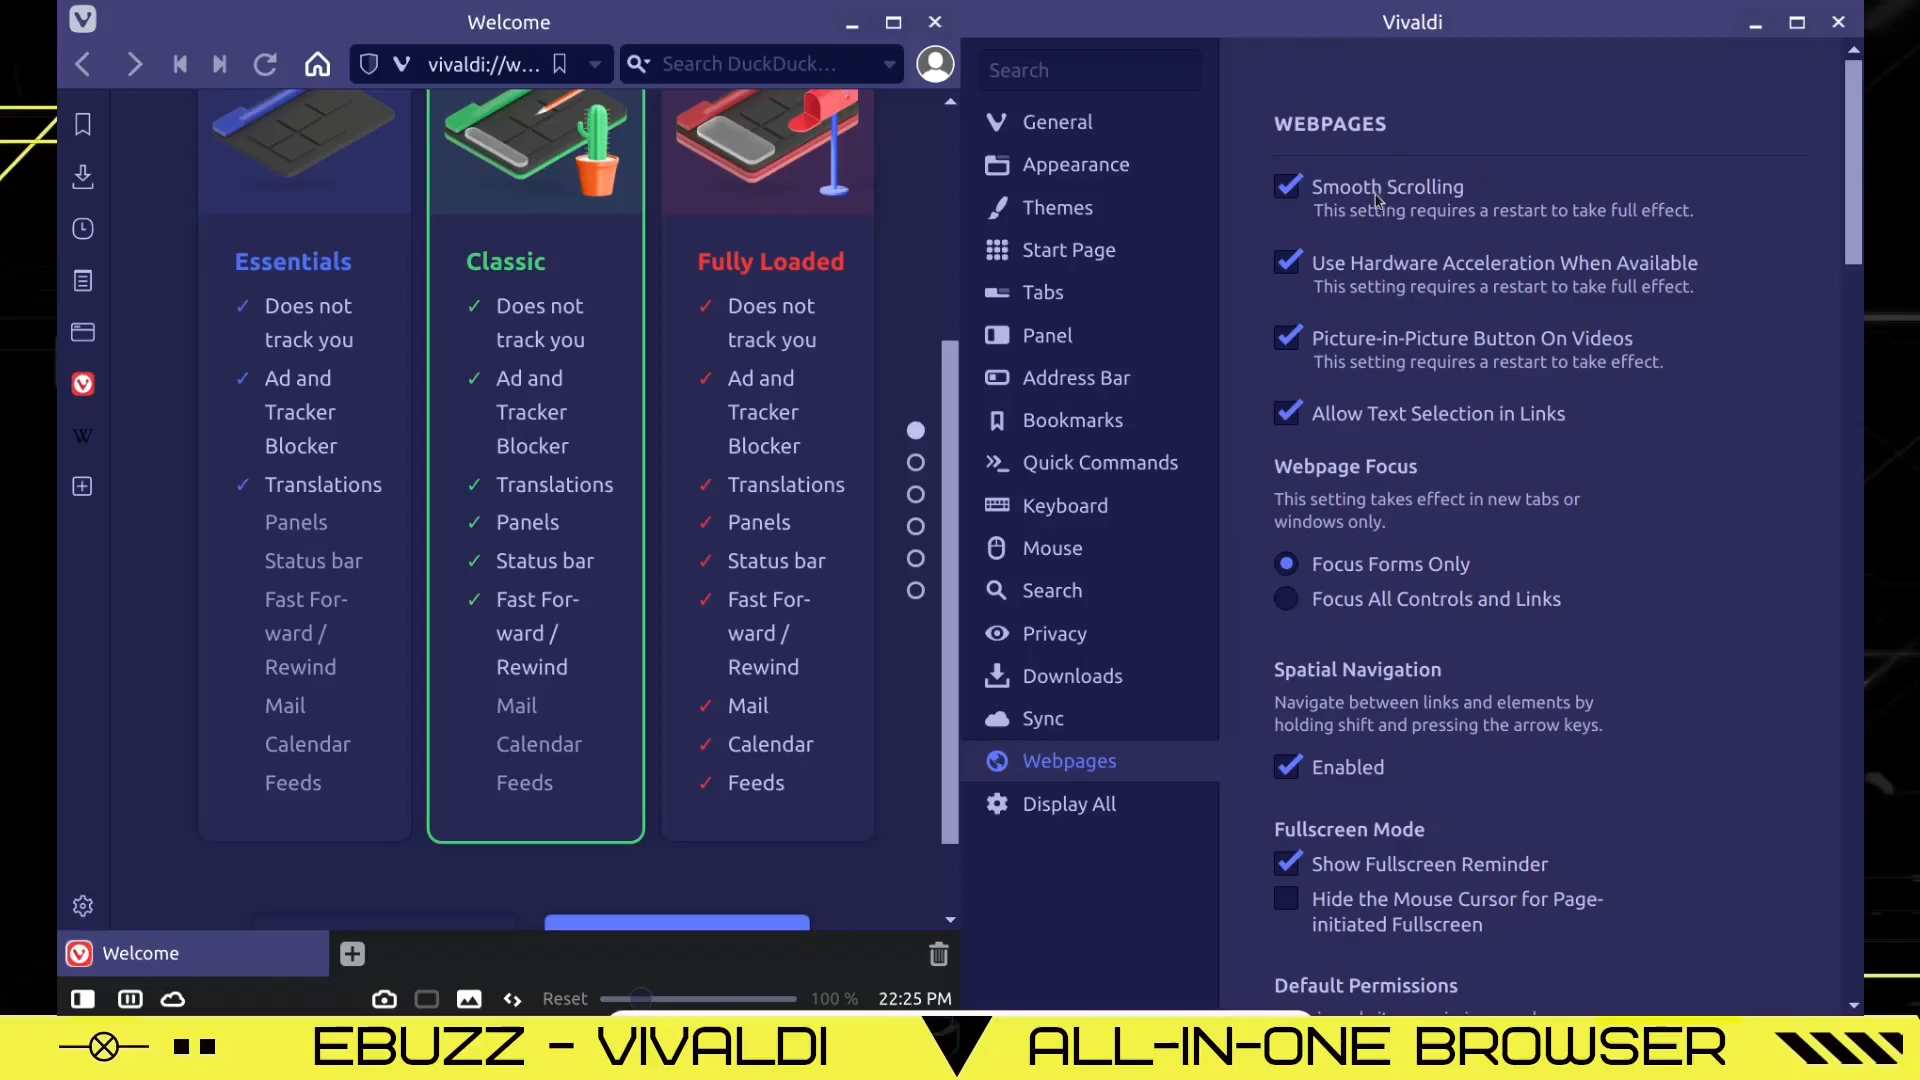 Welcome
vivaldi://w...
Search DuckDuck...
Essentials
Does not
track you
Ad and
Tracker
Blocker
Translations
Panels
Status bar
Fast For-
ward /
Rewind
Mail
Calendar
Feeds
Classic
Does not
track you
Ad and
Tracker
Blocker
Translations
Panels
Status bar
Fast For-
ward /
Rewind
Mail
Calendar
Feeds
Fully Loaded
Does not
track you
Ad and
Tracker
Blocker
Translations
Panels
Status bar
Fast For-
ward /
Rewind
Mail
Calendar
Feeds
W
Welcome
Reset
100 %
22:25 PM
Vivaldi
Search
General
Appearance
Themes
Start Page
Tabs
Panel
Address Bar
Bookmarks
Quick Commands
Keyboard
Mouse
Search
Privacy
Downloads
Sync
Webpages
Display All
WEBPAGES
Smooth Scrolling
This setting requires a restart to take full effect.
Use Hardware Acceleration When Available
This setting requires a restart to take full effect.
Picture-in-Picture Button On Videos
This setting requires a restart to take effect.
Allow Text Selection in Links
Webpage Focus
This setting takes effect in new tabs or
windows only.
Focus Forms Only
Focus All Controls and Links
Spatial Navigation
Navigate between links and elements by
holding shift and pressing the arrow keys.
Enabled
Fullscreen Mode
Show Fullscreen Reminder
Hide the Mouse Cursor for Page-
initiated Fullscreen
Default Permissions
EBUZZ - VIVALDI
ALL-IN-ONE BROWSER